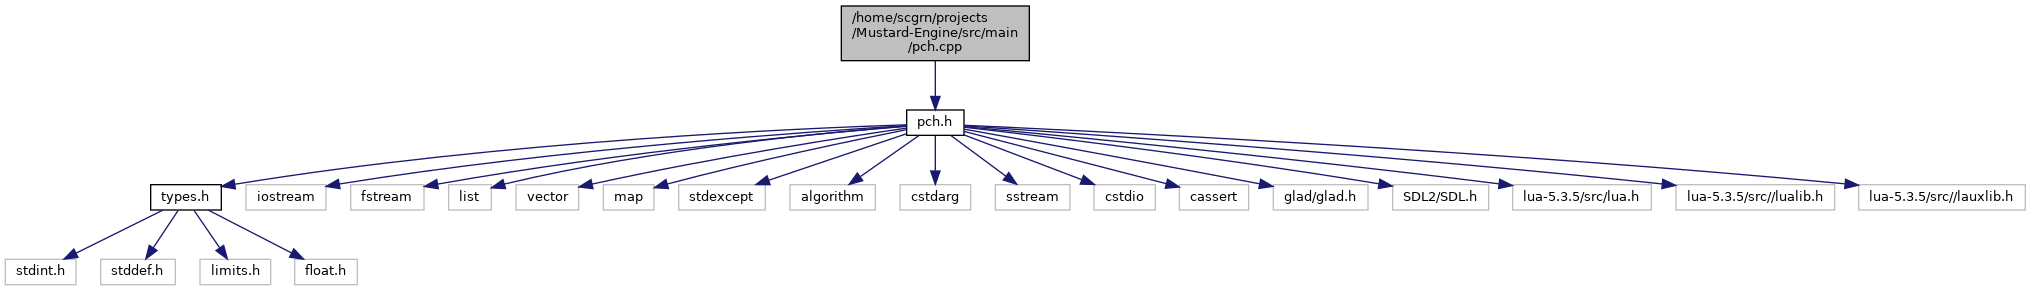 /home/scgrn/projects
/Mustard-Engine/src/main
/pch.cpp
pch.h
types.h
iostream
fstream
list
vector
map
stdexcept
algorithm
cstdarg
sstream
cstdio
cassert
glad/glad.h
SDL2/SDL.h
lua-5.3.5/src/lua.h
lua-5.3.5/src//lualib.h
lua-5.3.5/src//lauxlib.h
stdint.h
stddef.h
limits.h
float.h